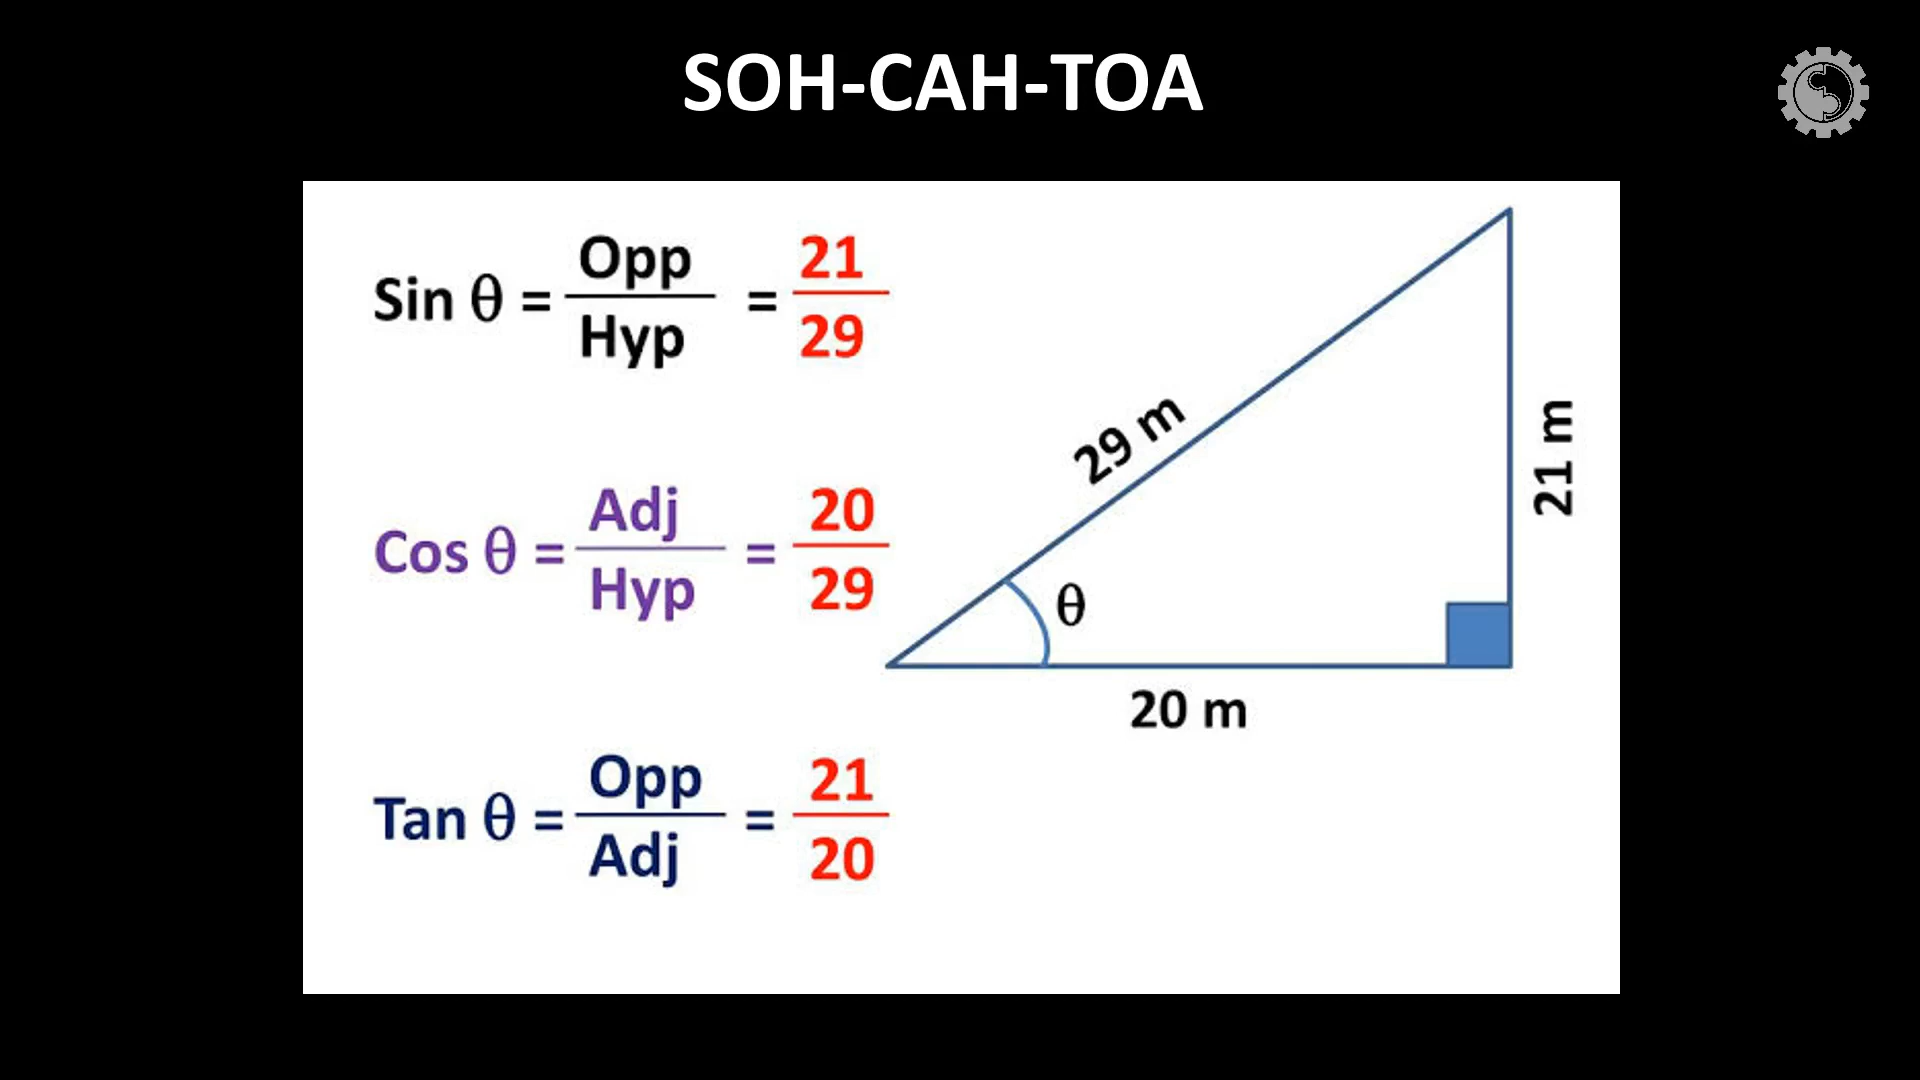 SOH-CAH-TOA
Sin θ = Opp / Hyp = 21 / 29
Cos θ = Adj / Hyp = 20 / 29
Tan θ = Opp / Adj = 21 / 20
29 m
21 m
θ
20 m